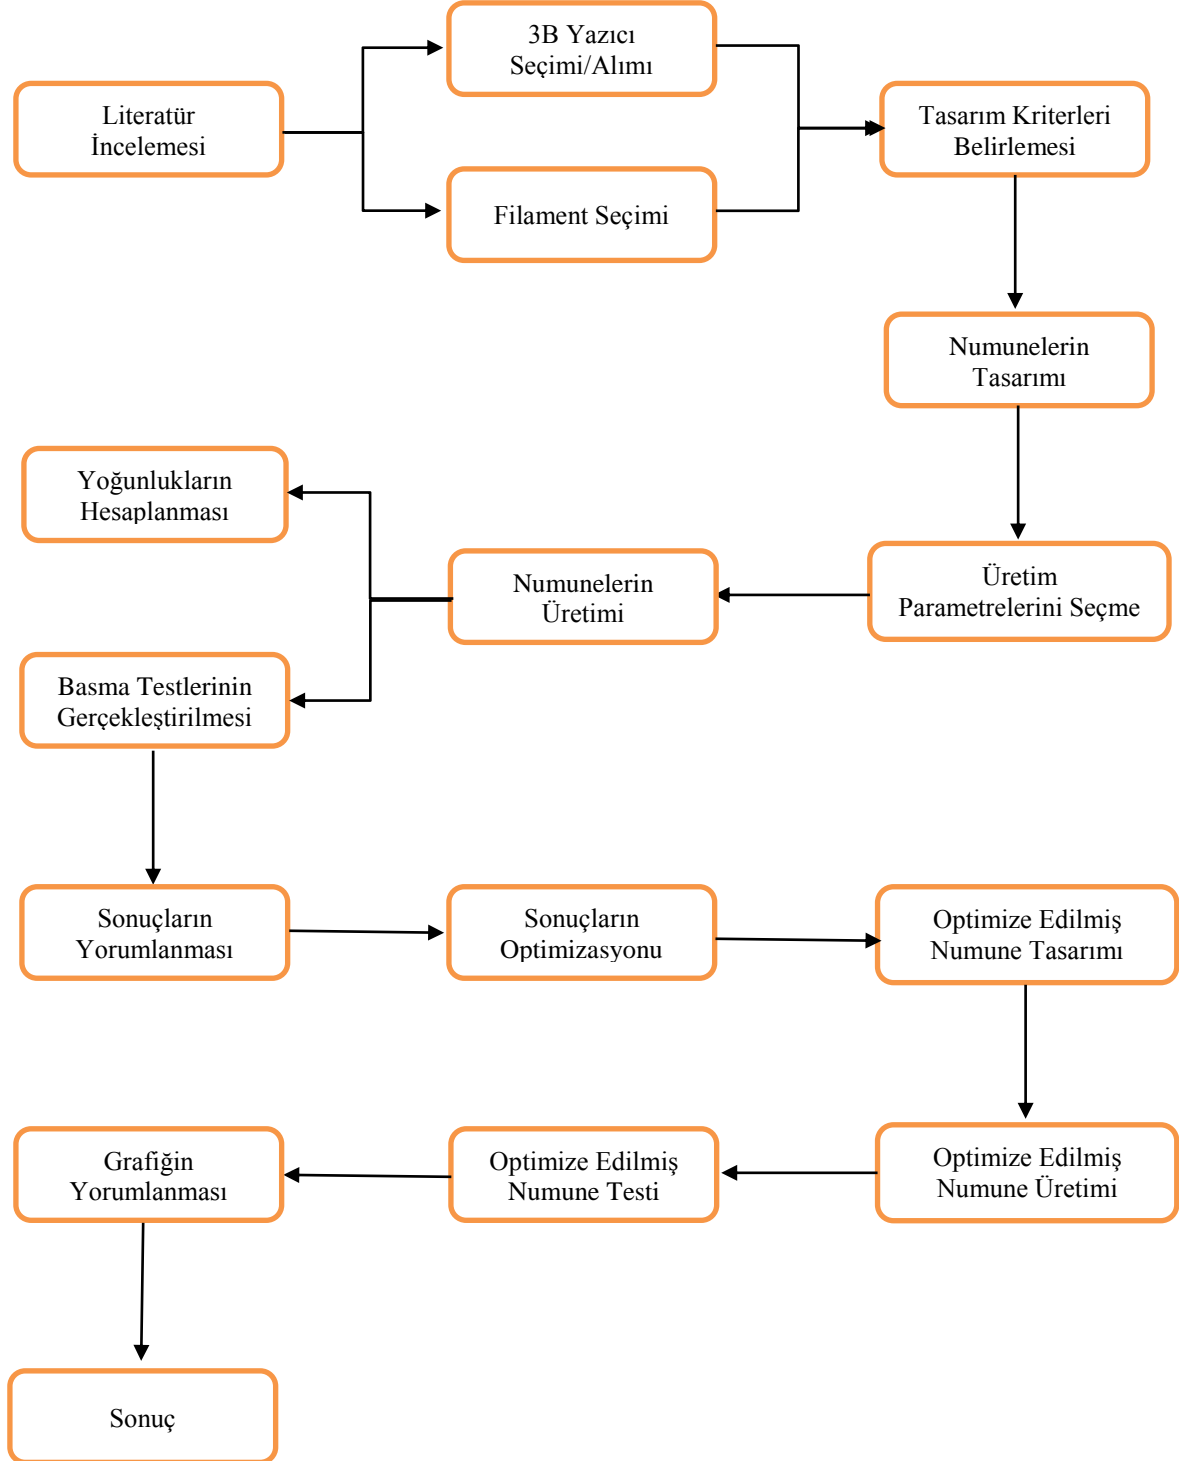 3B Yazıcı
Seçimi/Alımı
Literatür
İncelemesi
Tasarım Kriterleri
Belirlemesi
Filament Seçimi
Numunelerin
Tasarımı
Yoğunlukların
Hesaplanması
Numunelerin
Üretimi
Üretim
Parametrelerini Seçme
Basma Testlerinin
Gerçekleştirilmesi
Sonuçların
Yorumlanması
Sonuçların
Optimizasyonu
Optimize Edilmiş
Numune Tasarımı
Grafiğin
Yorumlanması
Optimize Edilmiş
Numune Testi
Optimize Edilmiş
Numune Üretimi
Sonuç